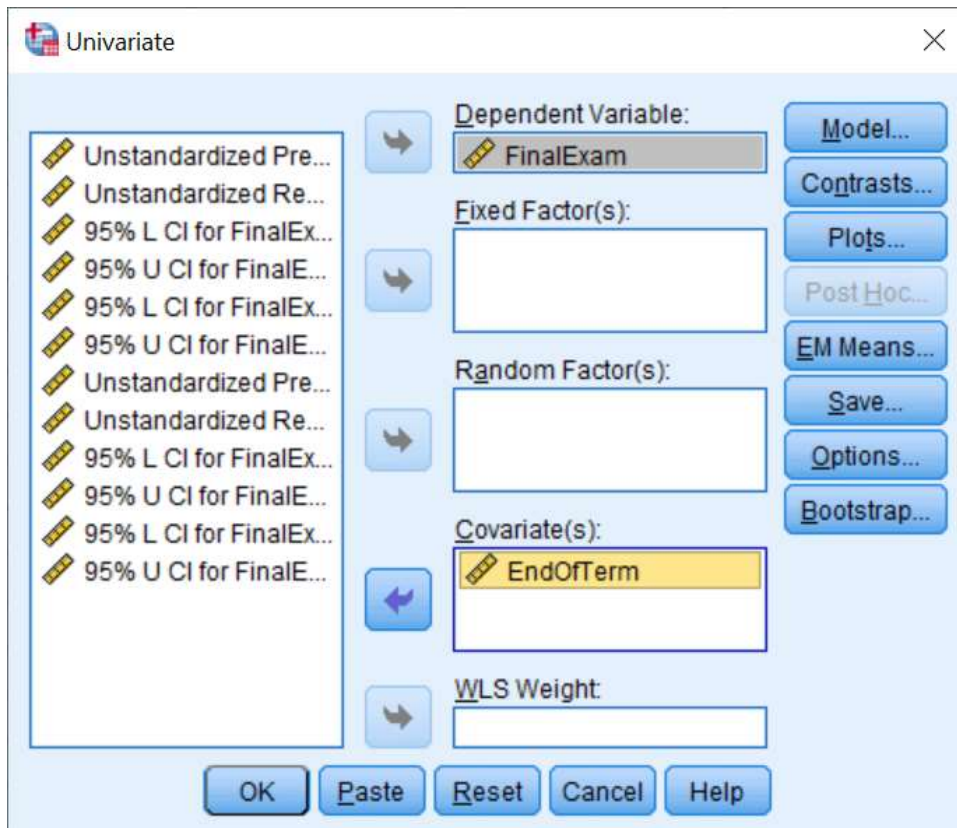 Univariate
Unstandardized Pre...
Unstandardized Re...
95% L CI for FinalEx...
95% U CI for FinalE...
95% L CI for FinalEx...
95% U CI for FinalE...
Unstandardized Pre...
Unstandardized Re...
95% L CI for FinalEx...
95% U CI for FinalE...
95% L CI for FinalEx...
95% U CI for FinalE...
Dependent Variable:
FinalExam
Fixed Factor(s):
Random Factor(s):
Covariate(s):
EndOfTerm
WLS Weight:
Model...
Contrasts...
Plots...
Post Hoc...
EM Means...
Save...
Options...
Bootstrap...
OK
Paste
Reset
Cancel
Help